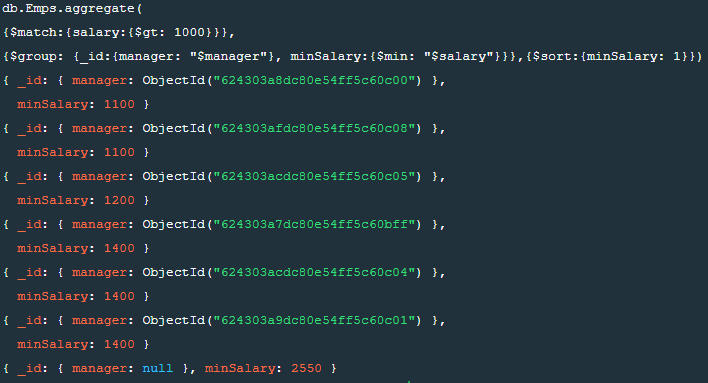 db.Emps.aggregate(
{$match:{salary:{$gt: 1000}}},
{$group: {_id:{manager: "$manager"}, minSalary:{$min: "$salary"}}},{$sort:{minSalary: 1}})
{ _id: { manager: ObjectId("624303a8dc80e54ff5c60c00") },
  minSalary: 1100 }
{ _id: { manager: ObjectId("624303afdc80e54ff5c60c08") },
  minSalary: 1100 }
{ _id: { manager: ObjectId("624303acdc80e54ff5c60c05") },
  minSalary: 1200 }
{ _id: { manager: ObjectId("624303a7dc80e54ff5c60bff") },
  minSalary: 1400 }
{ _id: { manager: ObjectId("624303acdc80e54ff5c60c04") },
  minSalary: 1400 }
{ _id: { manager: ObjectId("624303a9dc80e54ff5c60c01") },
  minSalary: 1400 }
{ _id: { manager: null }, minSalary: 2550 }